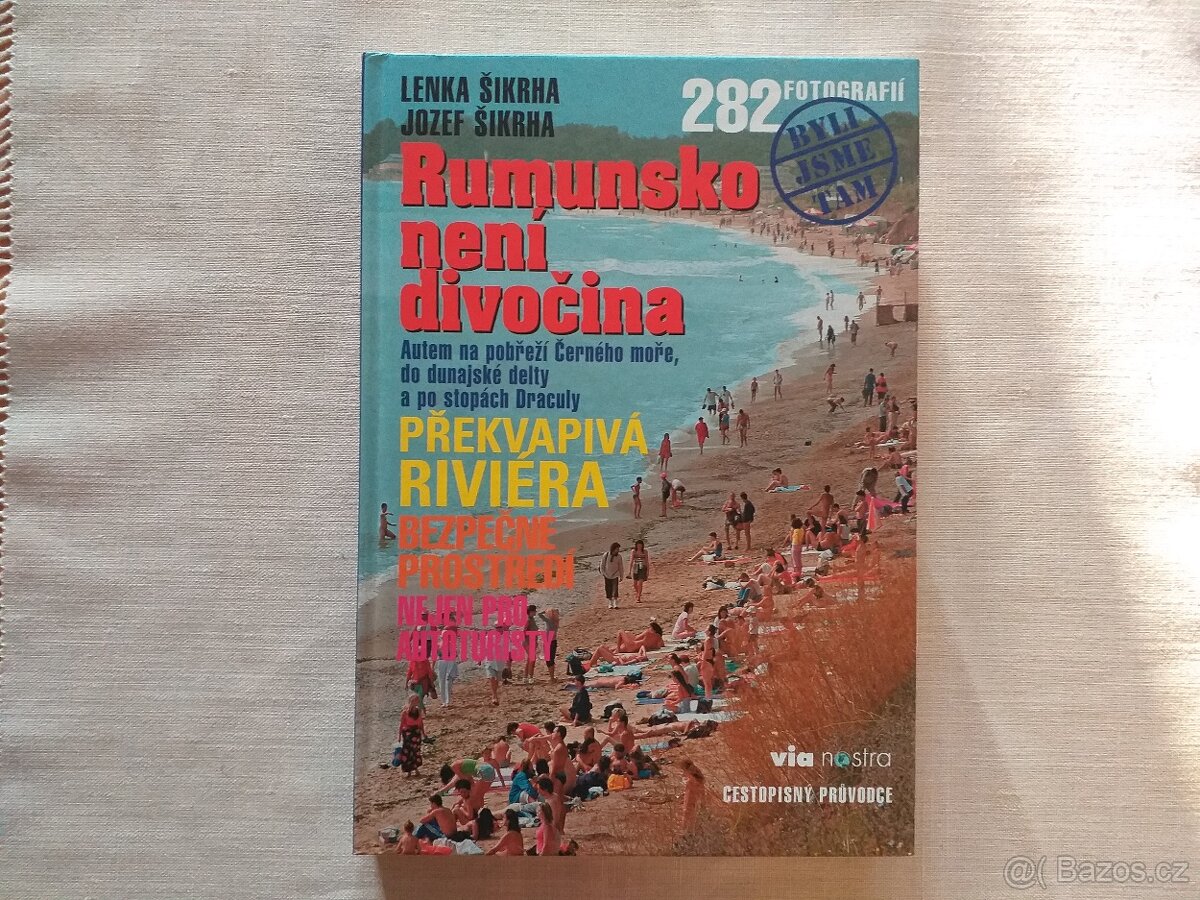 LENKA ŠIKRHA
JOZEF ŠIKRHA
282 FOTOGRAFIÍ
BYLI
JSME
TAM
Rumunsko
není
divočina
Autem na pobřeží Černého moře,
do dunajské delty
a po stopách Draculy
PŘEKVAPIVÁ
RIVIÉRA
BEZPEČNÉ
PROSTŘEDÍ
NEJEN PRO
AUTOTURISTY
via nostra
CESTOPISNÝ PRŮVODCE
@( Bazos.cz